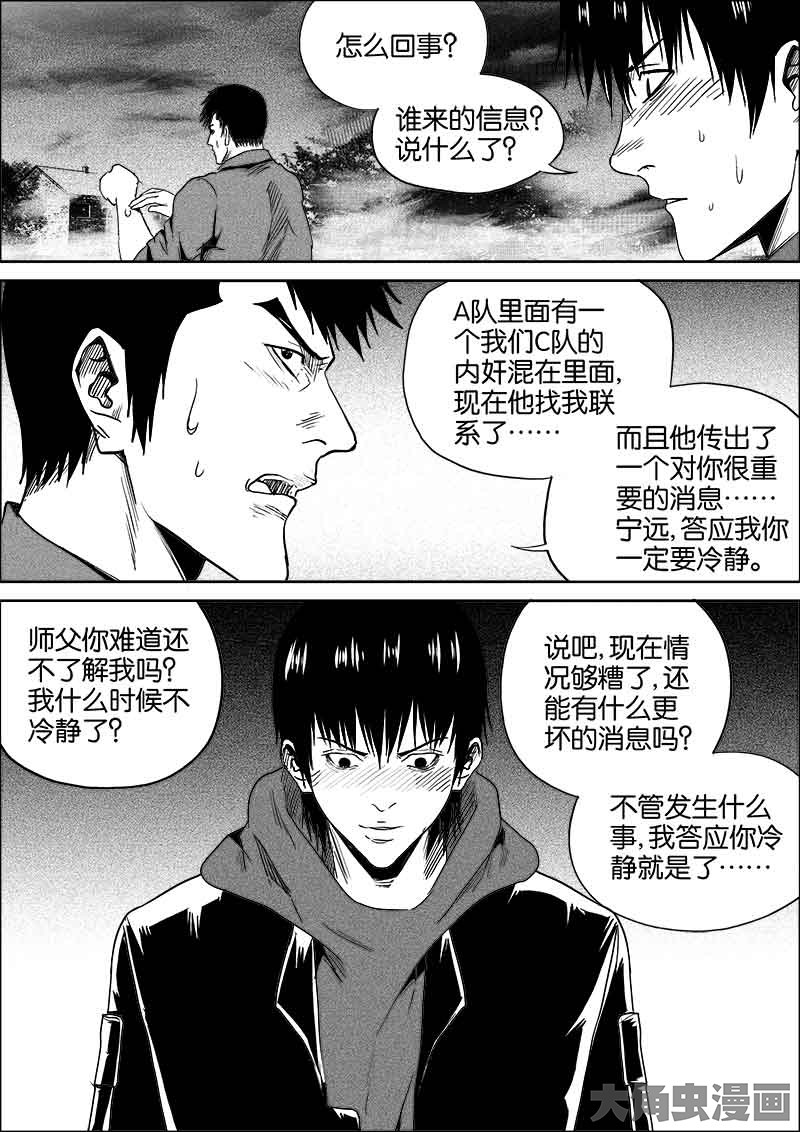 怎么回事？
谁来的信息？
说什么了？
A队里面有一
个我们C队的
内奸混在里面，
现在他找我联
系了……
而且他传出了
一个对你很重
要的消息……
宁远，答应我你
一定要冷静。
师父你难道还
不了解我吗？
我什么时候不
冷静了？
说吧，现在情
况够糟了，还
能有什么更
坏的消息吗？
不管发生什么
事，我答应你冷
静就是了……
大角虫漫画